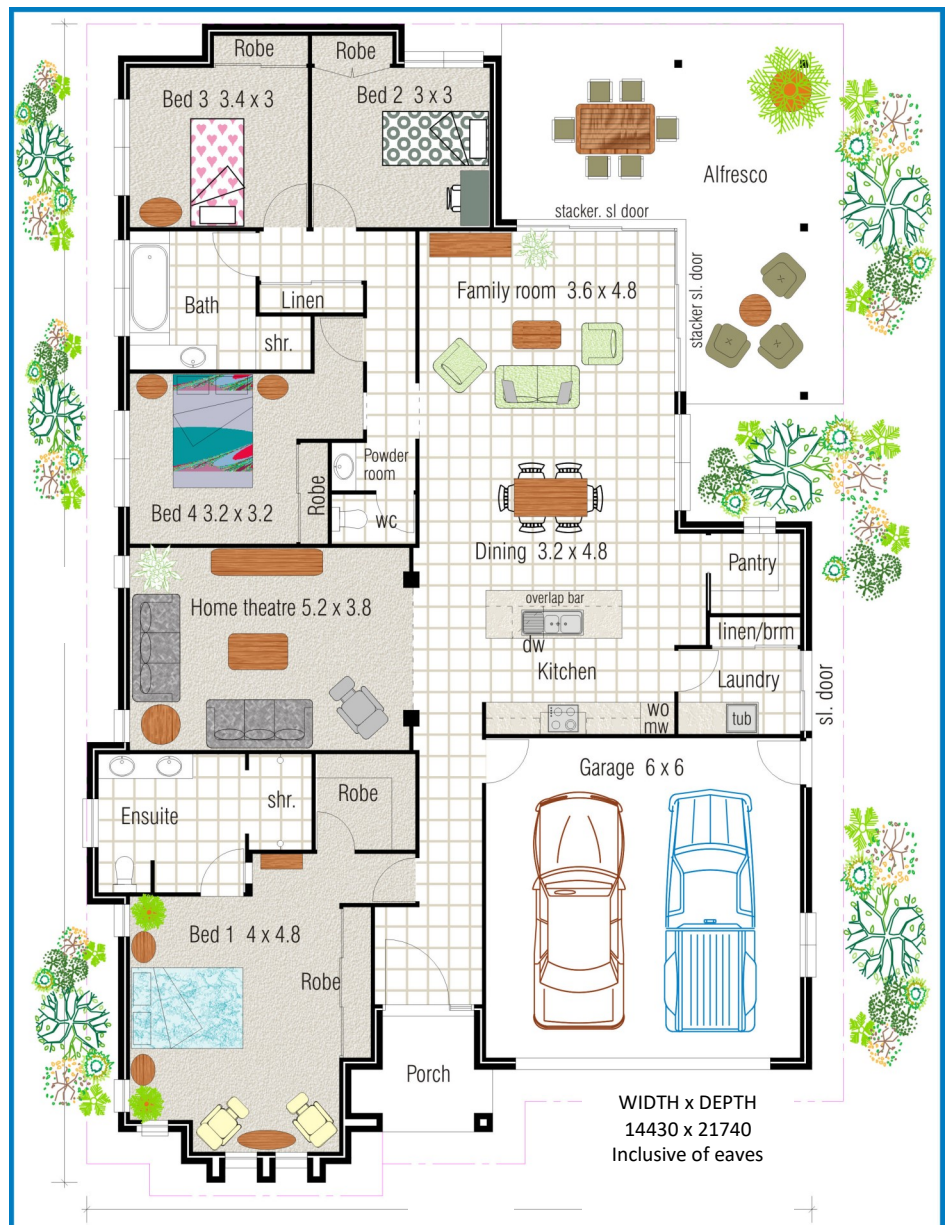 Robe
Robe
Bed 3 3.4 x 3
Bed 2 3 x 3
Alfresco
stacker. sl door
Family room 3.6 x 4.8
stacker sl. door
Bath
Linen
shr.
Powder
room
Robe
wc
Bed 4 3.2 x 3.2
Dining 3.2 x 4.8
Pantry
Home theatre 5.2 x 3.8
overlap bar
dw
linen/brm
Kitchen
Laundry
sl. door
wo
mw
tub
Garage 6 x 6
Ensuite
shr.
Robe
Bed 1 4 x 4.8
Robe
Porch
WIDTH x DEPTH
14430 x 21740
Inclusive of eaves